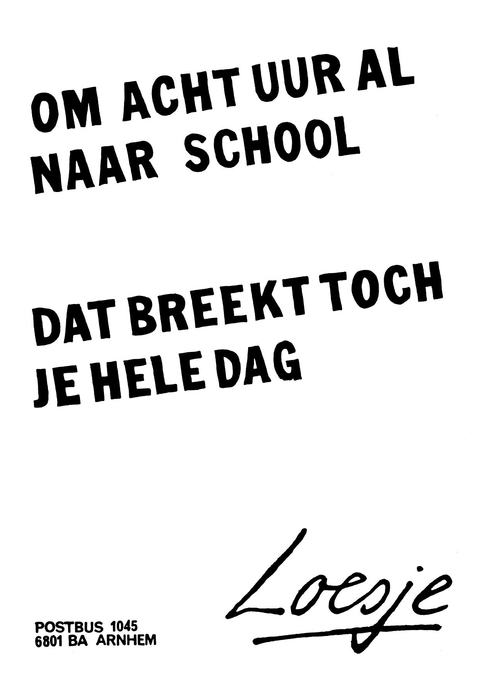 OM ACHT UUR AL
NAAR SCHOOL
DAT BREEKT TOCH
JE HELE DAG
Loesje
POSTBUS 1045
6801 BA ARNHEM